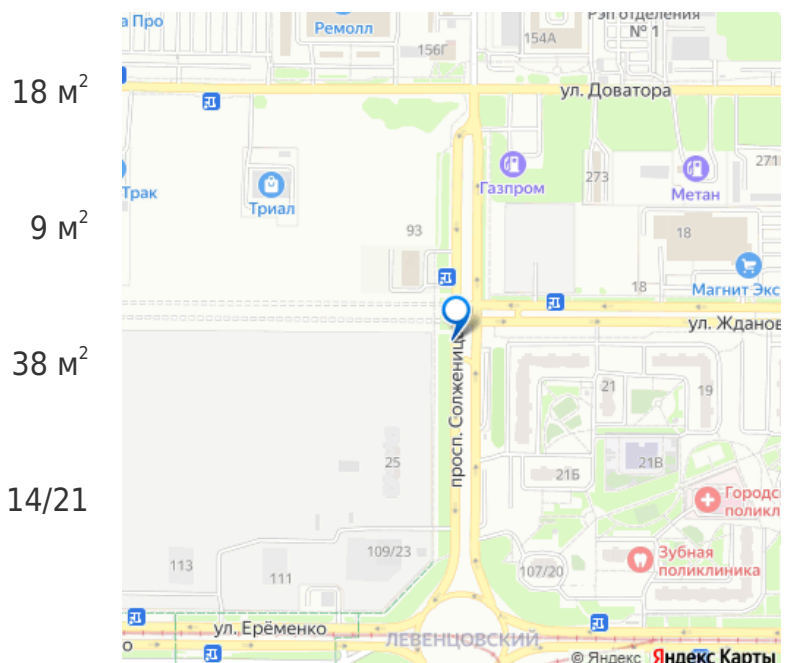 18 м²
9 м²
38 м²
14/21
а Про
Ремолл
156Г
154А
РЭП отделения
№ 1
ул. Доватора
Трак
Триал
Газпром
273
Метан
271
93
18
18
Магнит Экс
ул. Жданов
просп. Солжениц
21
19
25
21Б
21В
Городс
поликл
Зубная
поликлиника
113
111
109/23
107/20
ул. Ерёменко
ЛЕВЕНЦОВСКИЙ
о
© Яндекс Яндекс Карты